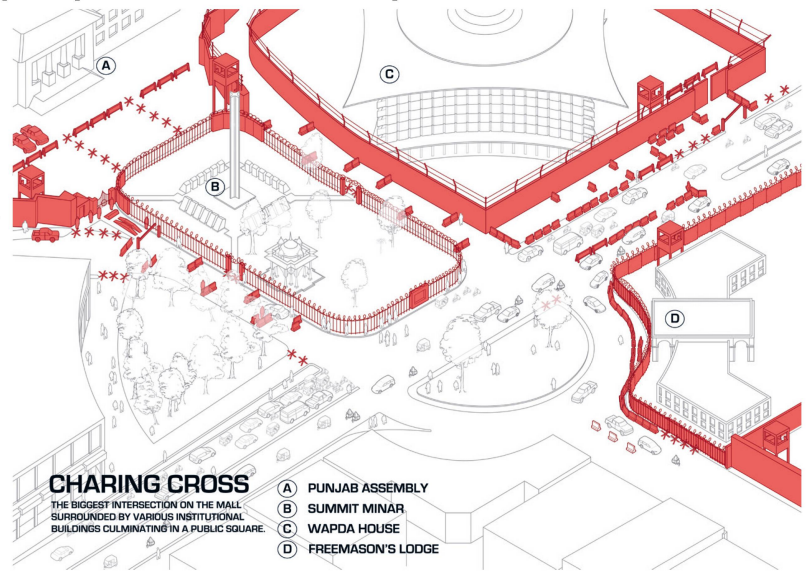 A
B
C
D
CHARING CROSS
THE BIGGEST INTERSECTION ON THE MALL
SURROUNDED BY VARIOUS INSTITUTIONAL
BUILDINGS CULMINATING IN A PUBLIC SQUARE.
A PUNJAB ASSEMBLY
B SUMMIT MINAR
C WAPDA HOUSE
D FREEMASON'S LODGE